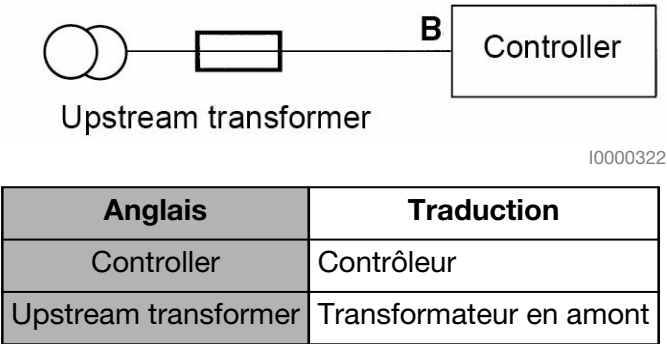 B
Controller
Upstream transformer
I0000322
Anglais Traduction
Controller Contrôleur
Upstream transformer Transformateur en amont